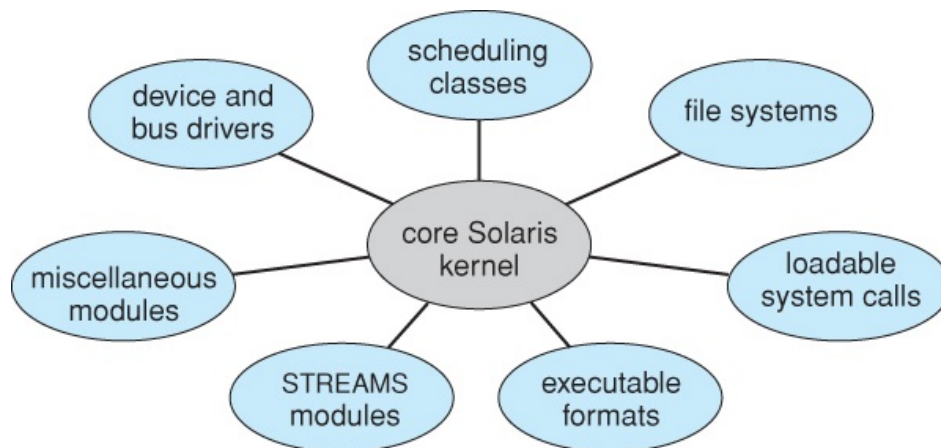 scheduling
classes
device and
bus drivers
file systems
core Solaris
kernel
miscellaneous
modules
loadable
system calls
STREAMS
modules
executable
formats